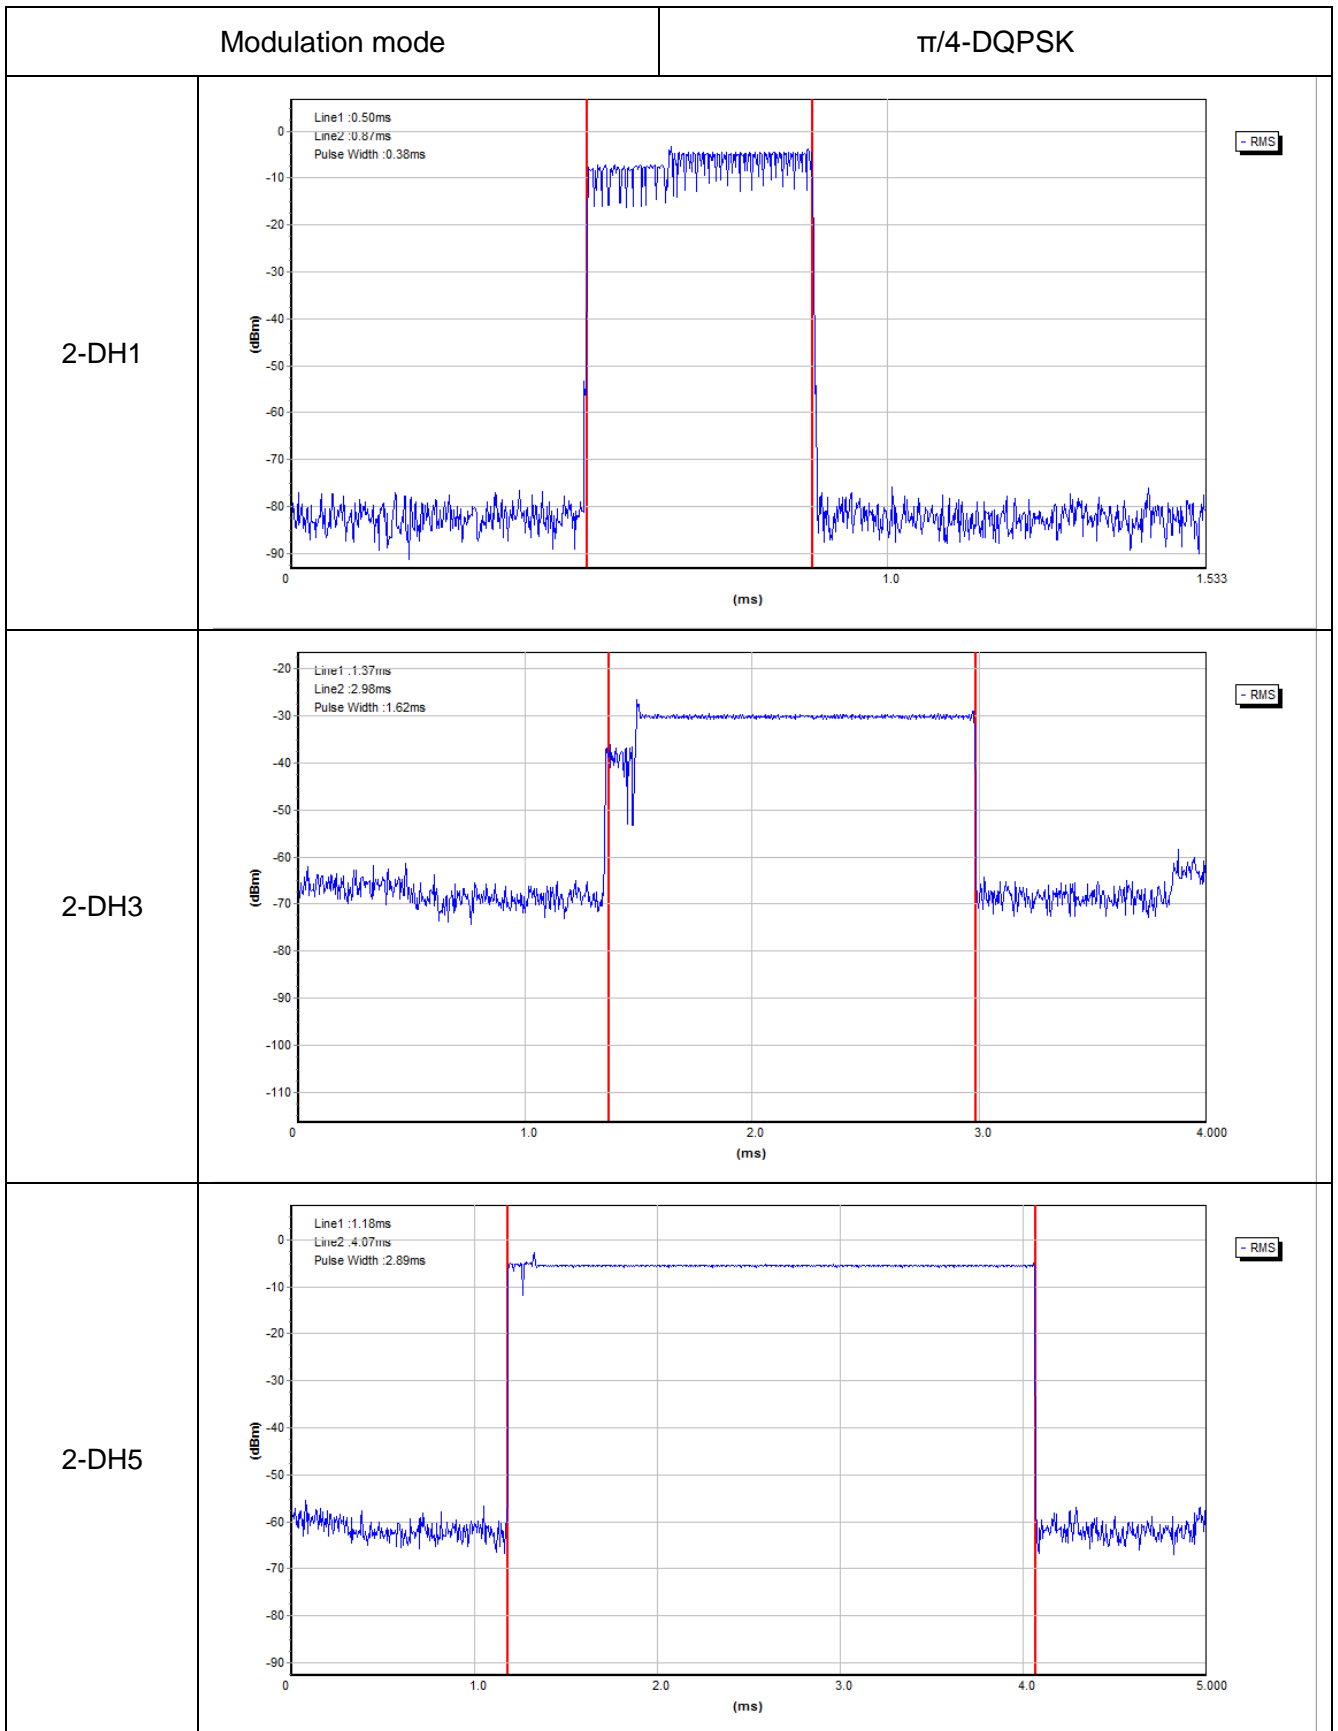 Modulation mode
π/4-DQPSK
2-DH1
Line1 :0.50ms
Line2 :0.87ms
Pulse Width :0.38ms
- RMS
0
-10
-20
-30
-40
-50
-60
-70
-80
-90
(dBm)
0
1.0
1.533
(ms)
2-DH3
Line1 :1.37ms
Line2 :2.98ms
Pulse Width :1.62ms
- RMS
-20
-30
-40
-50
-60
-70
-80
-90
-100
-110
(dBm)
0
1.0
2.0
3.0
4.000
(ms)
2-DH5
Line1 :1.18ms
Line2 :4.07ms
Pulse Width :2.89ms
- RMS
0
-10
-20
-30
-40
-50
-60
-70
-80
-90
(dBm)
0
1.0
2.0
3.0
4.0
5.000
(ms)